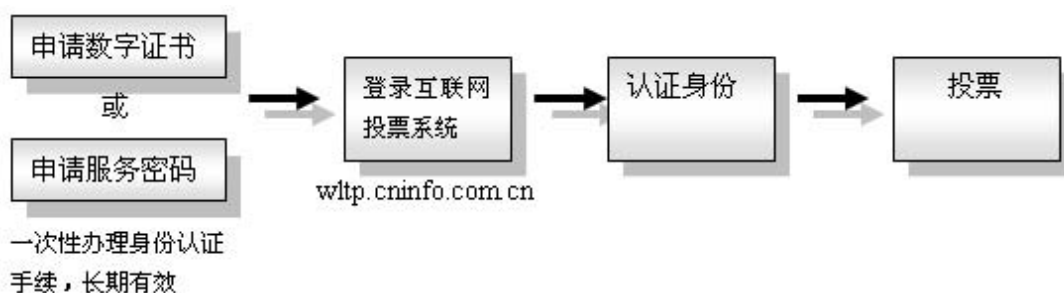 申请数字证书
或
申请服务密码
一次性办理身份认证
手续，长期有效
登录互联网
投票系统
wltp.cninfo.com.cn
认证身份
投票